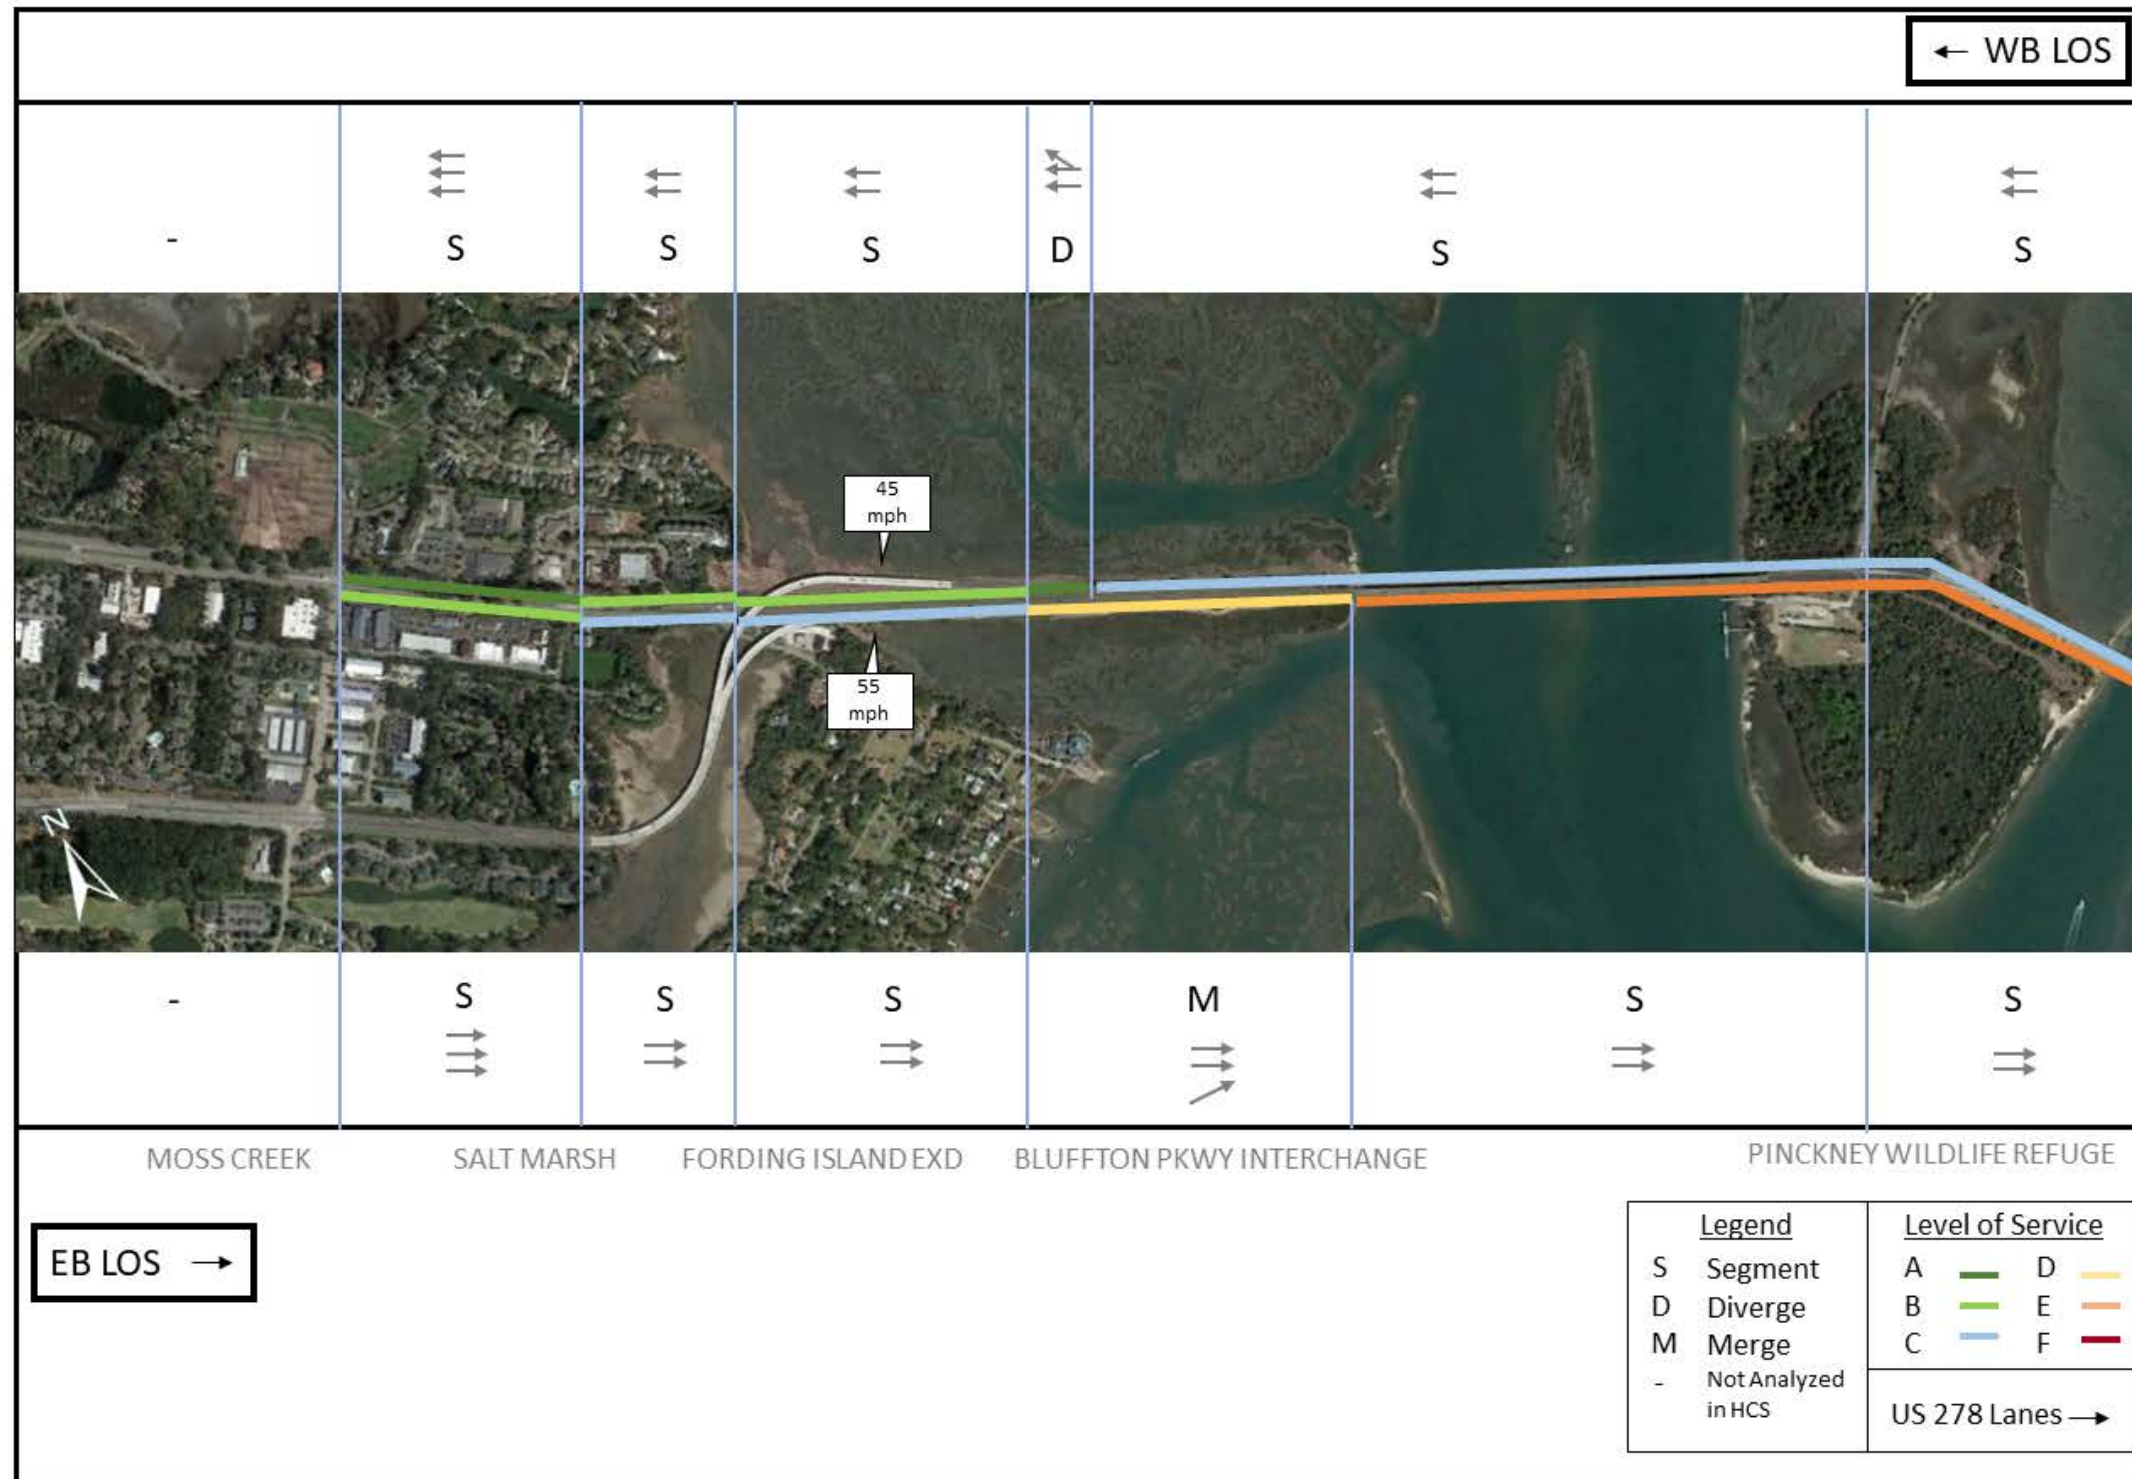 ← WB LOS
-
S
S
S
D
S
S
45
mph
55
mph
N
-
S
S
S
M
S
S
MOSS CREEK
SALT MARSH
FORDING ISLAND EXD
BLUFFTON PKWY INTERCHANGE
PINCKNEY WILDLIFE REFUGE
EB LOS →
Legend
S Segment
D Diverge
M Merge
- Not Analyzed
in HCS
Level of Service
A D
B E
C F
US 278 Lanes →